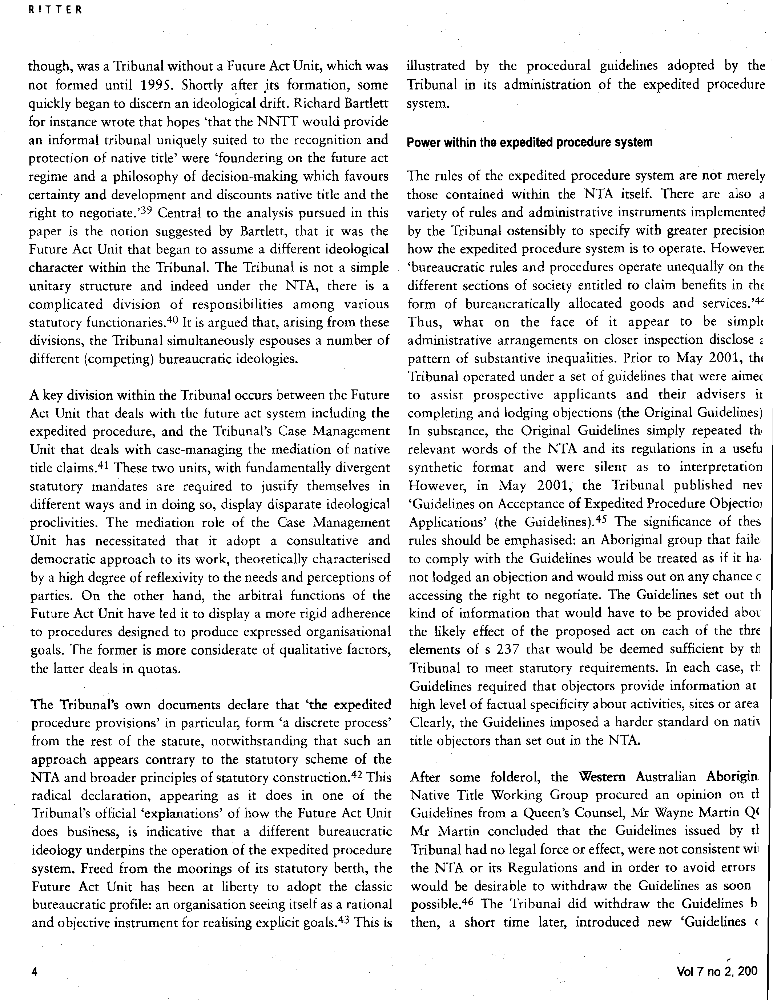 RITTER
though, was a Tribunal without a Future Act Unit, which was
not formed until 1995. Shortly after its formation, some
quickly began to discern an ideological drift. Richard Bartlett
for instance wrote that hopes ‘that the NNTT would provide
an informal tribunal uniquely suited to the recognition and
protection of native title’ were ‘foundering on the future act
regime and a philosophy of decision-making which favours
certainty and development and discounts native title and the
right to negotiate.’39 Central to the analysis pursued in this
paper is the notion suggested by Bartlett, that it was the
Future Act Unit that began to assume a different ideological
character within the Tribunal. The Tribunal is not a simple
unitary structure and indeed under the NTA, there is a
complicated division of responsibilities among various
statutory functionaries.40 It is argued that, arising from these
divisions, the Tribunal simultaneously espouses a number of
different (competing) bureaucratic ideologies.
A key division within the Tribunal occurs between the Future
Act Unit that deals with the future act system including the
expedited procedure, and the Tribunal’s Case Management
Unit that deals with case-managing the mediation of native
title claims.41 These two units, with fundamentally divergent
statutory mandates are required to justify themselves in
different ways and in doing so, display disparate ideological
proclivities. The mediation role of the Case Management
Unit has necessitated that it adopt a consultative and
democratic approach to its work, theoretically characterised
by a high degree of reflexivity to the needs and perceptions of
parties. On the other hand, the arbitral functions of the
Future Act Unit have led it to display a more rigid adherence
to procedures designed to produce expressed organisational
goals. The former is more considerate of qualitative factors,
the latter deals in quotas.
The Tribunal’s own documents declare that ‘the expedited
procedure provisions’ in particular, form ‘a discrete process’
from the rest of the statute, notwithstanding that such an
approach appears contrary to the statutory scheme of the
NTA and broader principles of statutory construction.42 This
radical declaration, appearing as it does in one of the
Tribunal’s official ‘explanations’ of how the Future Act Unit
does business, is indicative that a different bureaucratic
ideology underpins the operation of the expedited procedure
system. Freed from the moorings of its statutory berth, the
Future Act Unit has been at liberty to adopt the classic
bureaucratic profile: an organisation seeing itself as a rational
and objective instrument for realising explicit goals.43 This is
illustrated by the procedural guidelines adopted by the
Tribunal in its administration of the expedited procedure
system.
Power within the expedited procedure system
The rules of the expedited procedure system are not merely
those contained within the NTA itself. There are also a
variety of rules and administrative instruments implemented
by the Tribunal ostensibly to specify with greater precision
how the expedited procedure system is to operate. However,
‘bureaucratic rules and procedures operate unequally on the
different sections of society entitled to claim benefits in the
form of bureaucratically allocated goods and services.’44
Thus, what on the face of it appear to be simple
administrative arrangements on closer inspection disclose a
pattern of substantive inequalities. Prior to May 2001, the
Tribunal operated under a set of guidelines that were aimed
to assist prospective applicants and their advisers in
completing and lodging objections (the Original Guidelines)
In substance, the Original Guidelines simply repeated th
relevant words of the NTA and its regulations in a usefu
synthetic format and were silent as to interpretation
However, in May 2001, the Tribunal published nev
‘Guidelines on Acceptance of Expedited Procedure Objectio
Applications’ (the Guidelines).45 The significance of thes
rules should be emphasised: an Aboriginal group that faile
to comply with the Guidelines would be treated as if it ha
not lodged an objection and would miss out on any chance
accessing the right to negotiate. The Guidelines set out th
kind of information that would have to be provided abou
the likely effect of the proposed act on each of the thre
elements of s 237 that would be deemed sufficient by th
Tribunal to meet statutory requirements. In each case, th
Guidelines required that objectors provide information at
high level of factual specificity about activities, sites or area
Clearly, the Guidelines imposed a harder standard on nativ
title objectors than set out in the NTA.
After some folderol, the Western Australian Aborigin
Native Title Working Group procured an opinion on th
Guidelines from a Queen’s Counsel, Mr Wayne Martin QC
Mr Martin concluded that the Guidelines issued by th
Tribunal had no legal force or effect, were not consistent wi
the NTA or its Regulations and in order to avoid errors
would be desirable to withdraw the Guidelines as soon
possible.46 The Tribunal did withdraw the Guidelines b
then, a short time later, introduced new ‘Guidelines
4
Vol 7 no 2, 200